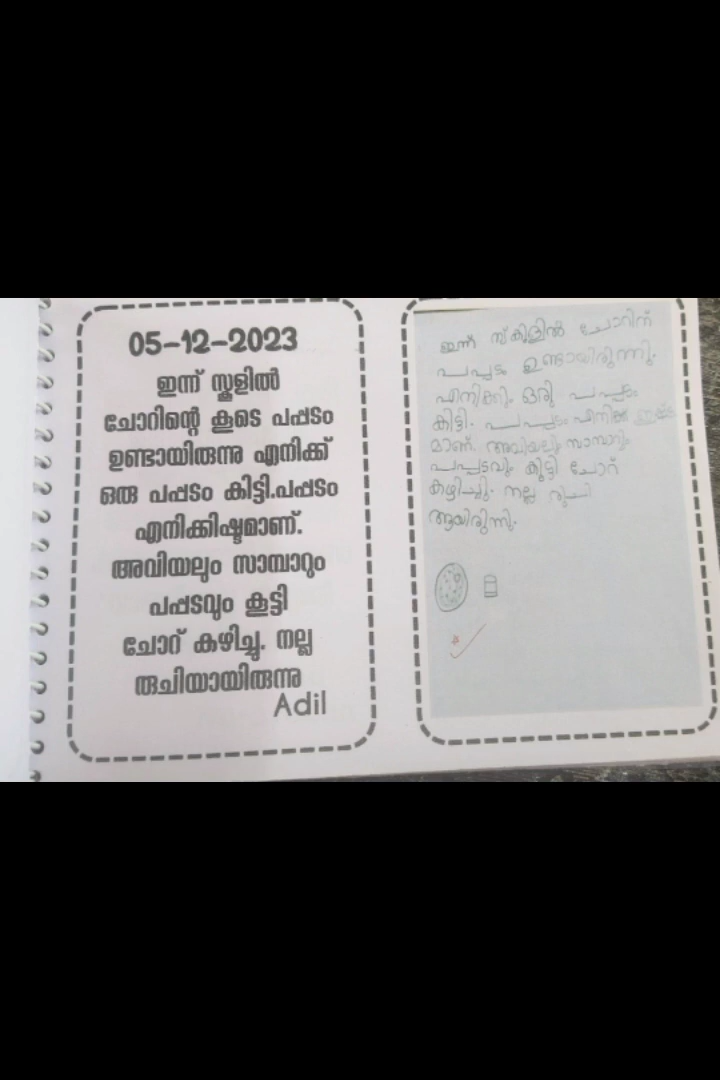 05-12-2023
ഇന്ന് സ്കൂളിൽ
ചോറിന്റെ കൂടെ പപ്പടം
ഉണ്ടായിരുന്നു എനിക്ക്
ഒരു പപ്പടം കിട്ടി.പപ്പടം
എനിക്കിഷ്ടമാണ്.
അവിയലും സാമ്പാറും
പപ്പടവും കൂട്ടി
ചോറ് കഴിച്ചു. നല്ല
രുചിയായിരുന്നു
Adil
ഇന്ന് സ്കൂളിൽ ചോറിന്
പപ്പടം ഉണ്ടായിരുന്നു.
എനിക്കും ഒരു പപ്പടം
കിട്ടി. പപ്പടം എനിക്ക ഇഷ്ട
മാണ്. അവിയലും സാമ്പാറും
പപ്പടവും കൂട്ടി ചോറ്
കഴിച്ചു. നല്ല രുചി
ആയിരുന്നു.